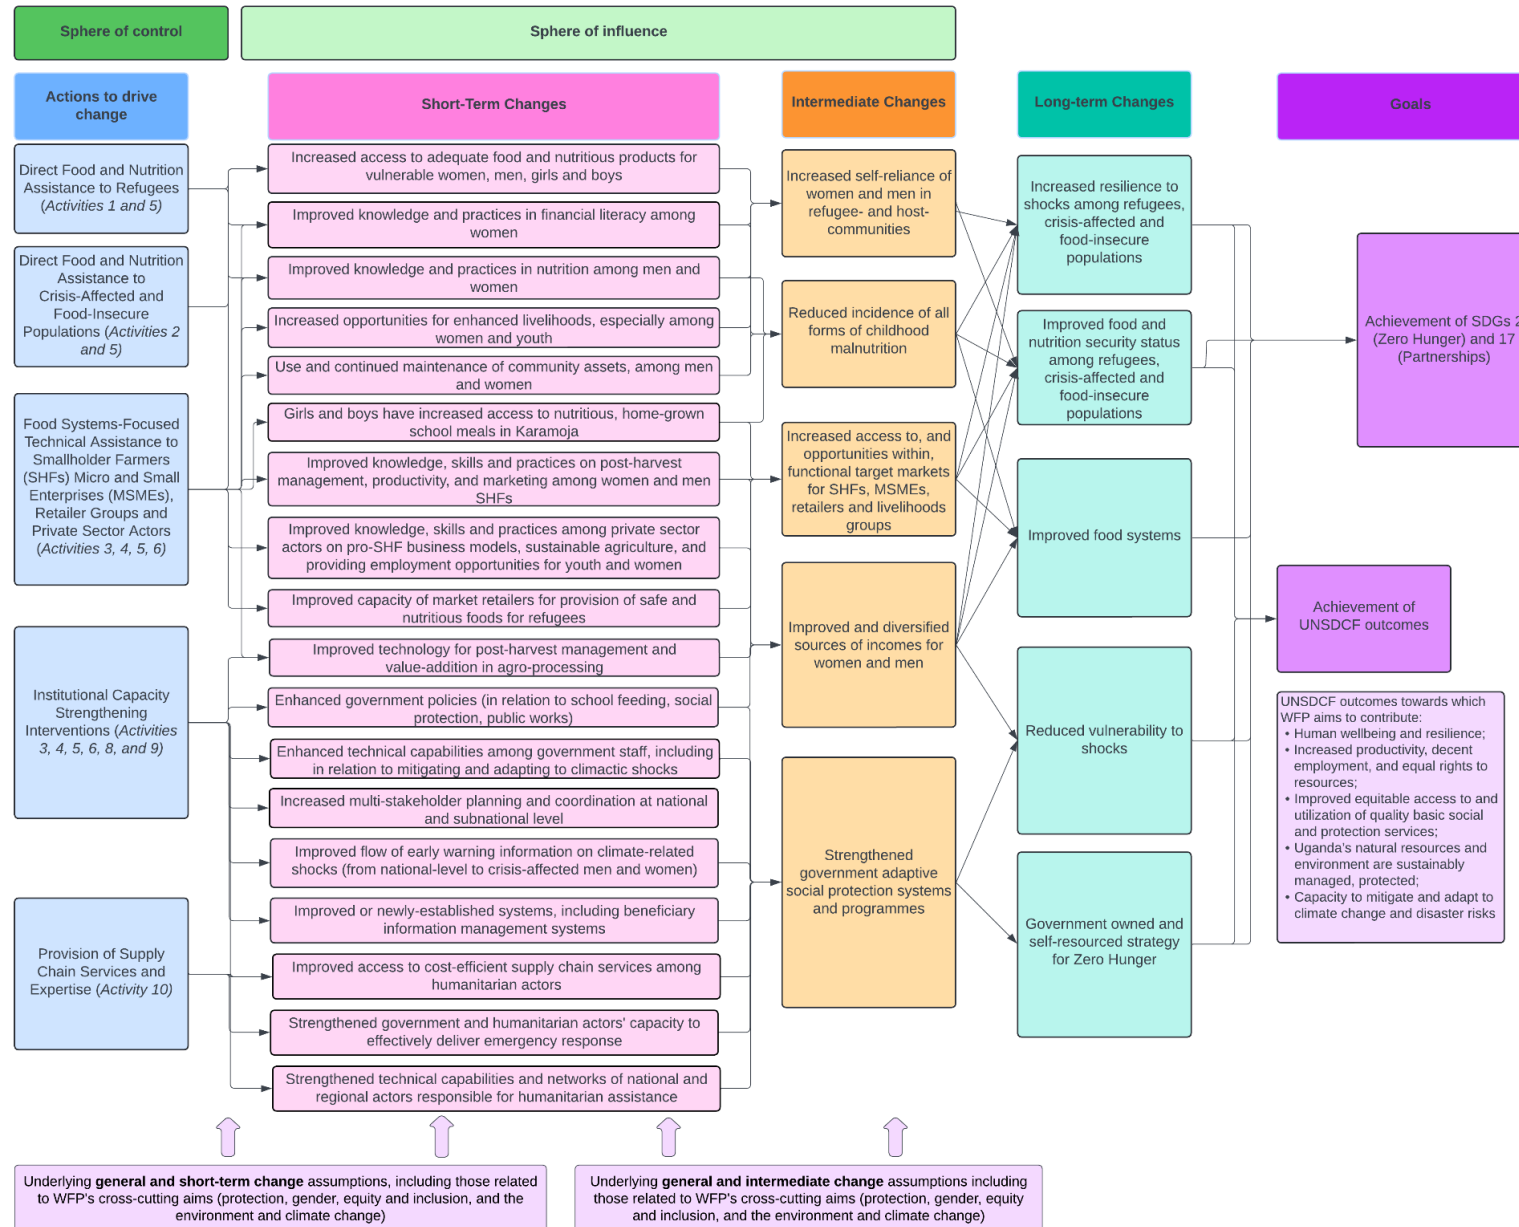 Sphere of control
Sphere of influence
Actions to drive
change
Short-Term Changes
Intermediate Changes
Long-term Changes
Goals
Direct Food and Nutrition
Assistance to Refugees
(Activities 1 and 5)
Direct Food and Nutrition
Assistance to
Crisis-Affected and
Food-Insecure
Populations (Activities 2
and 5)
Food Systems-Focused
Technical Assistance to
Smallholder Farmers
(SHFs) Micro and Small
Enterprises (MSMEs),
Retailer Groups and
Private Sector Actors
(Activities 3, 4, 5, 6)
Institutional Capacity
Strengthening
Interventions (Activities
3, 4, 5, 6, 8, and 9)
Provision of Supply
Chain Services and
Expertise (Activity 10)
Increased access to adequate food and nutritious products for
vulnerable women, men, girls and boys
Improved knowledge and practices in financial literacy among
women
Improved knowledge and practices in nutrition among men and
women
Increased opportunities for enhanced livelihoods, especially among
women and youth
Use and continued maintenance of community assets, among men
and women
Girls and boys have increased access to nutritious, home-grown
school meals in Karamoja
Improved knowledge, skills and practices on post-harvest
management, productivity, and marketing among women and men
SHFs
Improved knowledge, skills and practices among private sector
actors on pro-SHF business models, sustainable agriculture, and
providing employment opportunities for youth and women
Improved capacity of market retailers for provision of safe and
nutritious foods for refugees
Improved technology for post-harvest management and
value-addition in agro-processing
Enhanced government policies (in relation to school feeding, social
protection, public works)
Enhanced technical capabilities among government staff, including
in relation to mitigating and adapting to climactic shocks
Increased multi-stakeholder planning and coordination at national
and subnational level
Improved flow of early warning information on climate-related
shocks (from national-level to crisis-affected men and women)
Improved or newly-established systems, including beneficiary
information management systems
Improved access to cost-efficient supply chain services among
humanitarian actors
Strengthened government and humanitarian actors' capacity to
effectively deliver emergency response
Strengthened technical capabilities and networks of national and
regional actors responsible for humanitarian assistance
Increased self-reliance of
women and men in
refugee- and host-
communities
Reduced incidence of all
forms of childhood
malnutrition
Increased access to, and
opportunities within,
functional target markets
for SHFs, MSMEs,
retailers and livelihoods
groups
Improved and diversified
sources of incomes for
women and men
Strengthened
government adaptive
social protection systems
and programmes
Increased resilience to
shocks among refugees,
crisis-affected and
food-insecure
populations
Improved food and
nutrition security status
among refugees,
crisis-affected and
food-insecure
populations
Improved food systems
Reduced vulnerability to
shocks
Government owned and
self-resourced strategy
for Zero Hunger
Achievement of SDGs 2
(Zero Hunger) and 17
(Partnerships)
Achievement of
UNSDCF outcomes
UNSDCF outcomes towards which
WFP aims to contribute:
• Human wellbeing and resilience;
• Increased productivity, decent
employment, and equal rights to
resources;
• Improved equitable access to and
utilization of quality basic social
and protection services;
• Uganda's natural resources and
environment are sustainably
managed, protected;
• Capacity to mitigate and adapt to
climate change and disaster risks
Underlying general and short-term change assumptions, including those related
to WFP's cross-cutting aims (protection, gender, equity and inclusion, and the
environment and climate change)
Underlying general and intermediate change assumptions including
those related to WFP's cross-cutting aims (protection, gender, equity
and inclusion, and the environment and climate change)